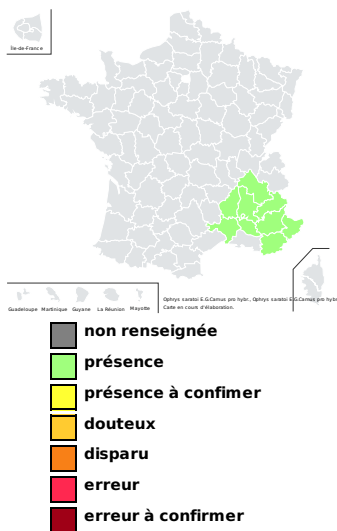 Île-de-France
Guadeloupe Martinique Guyane La Réunion Mayotte
Ophrys saratoi E.G.Camus pro hybr., Ophrys saratoi E.G.Camus pro hybr
Carte en cours d'élaboration.
non renseignée
présence
présence à confimer
douteux
disparu
erreur
erreur à confirmer